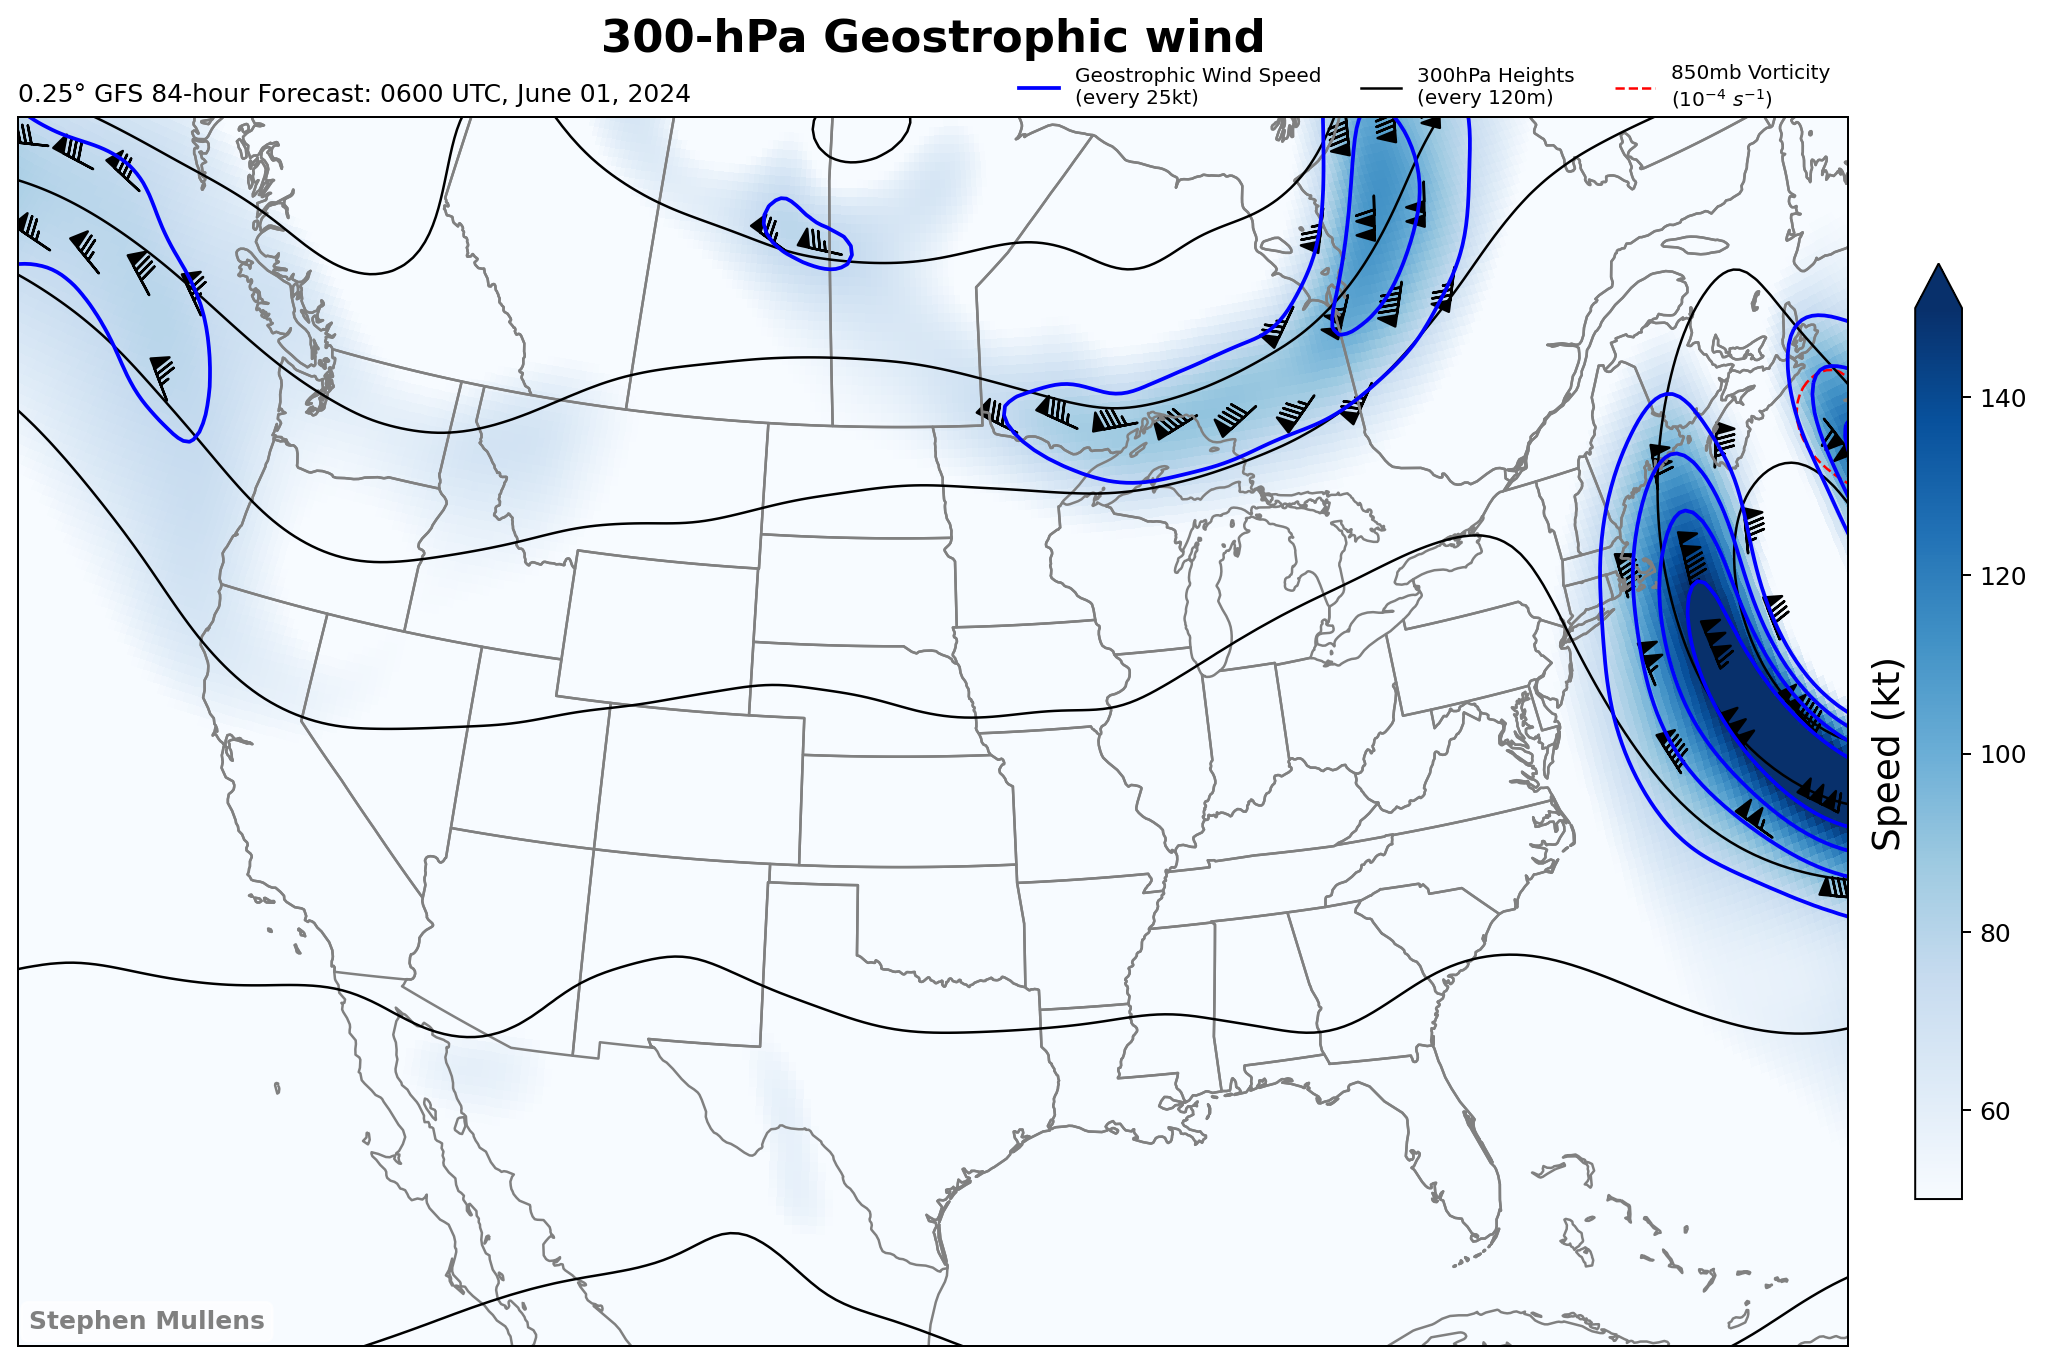 300-hPa Geostrophic wind
0.25° GFS 84-hour Forecast: 0600 UTC, June 01, 2024
Geostrophic Wind Speed
(every 25kt)
300hPa Heights
(every 120m)
850mb Vorticity
(10⁻⁴ s⁻¹)
140
120
100
80
60
Speed (kt)
Stephen Mullens